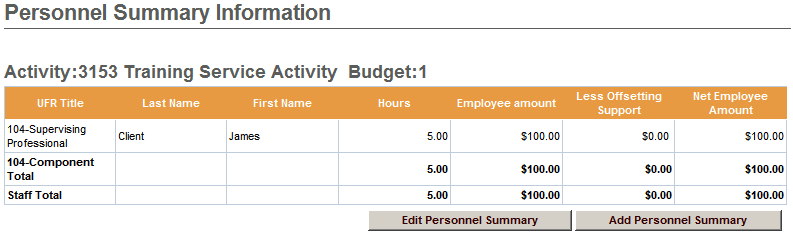 Personnel Summary Information
Activity:3153 Training Service Activity Budget:1
UFR Title Last Name First Name Hours Employee amount Less Offsetting Support Net Employee Amount
104-Supervising Professional Client James 5.00 $100.00 $0.00 $100.00
104-Component Total 5.00 $100.00 $0.00 $100.00
Staff Total 5.00 $100.00 $0.00 $100.00
Edit Personnel Summary Add Personnel Summary